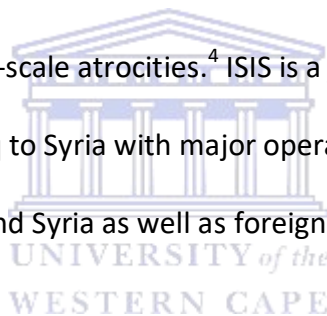 -scale atrocities.⁴ ISIS is a
to Syria with major opera
nd Syria as well as foreign
UNIVERSITY of the
WESTERN CAPE